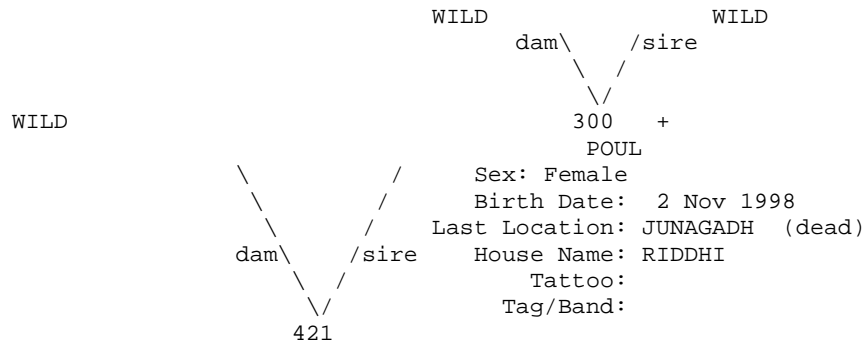 WILD                 WILD
dam\      /sire
\    /
\  /
\/
WILD                                  300   +
POUL
\          /     Sex: Female
\        /      Birth Date:  2 Nov 1998
\      /    Last Location: JUNAGADH  (dead)
dam\    /sire    House Name: RIDDHI
\  /             Tattoo:
\/            Tag/Band:
421